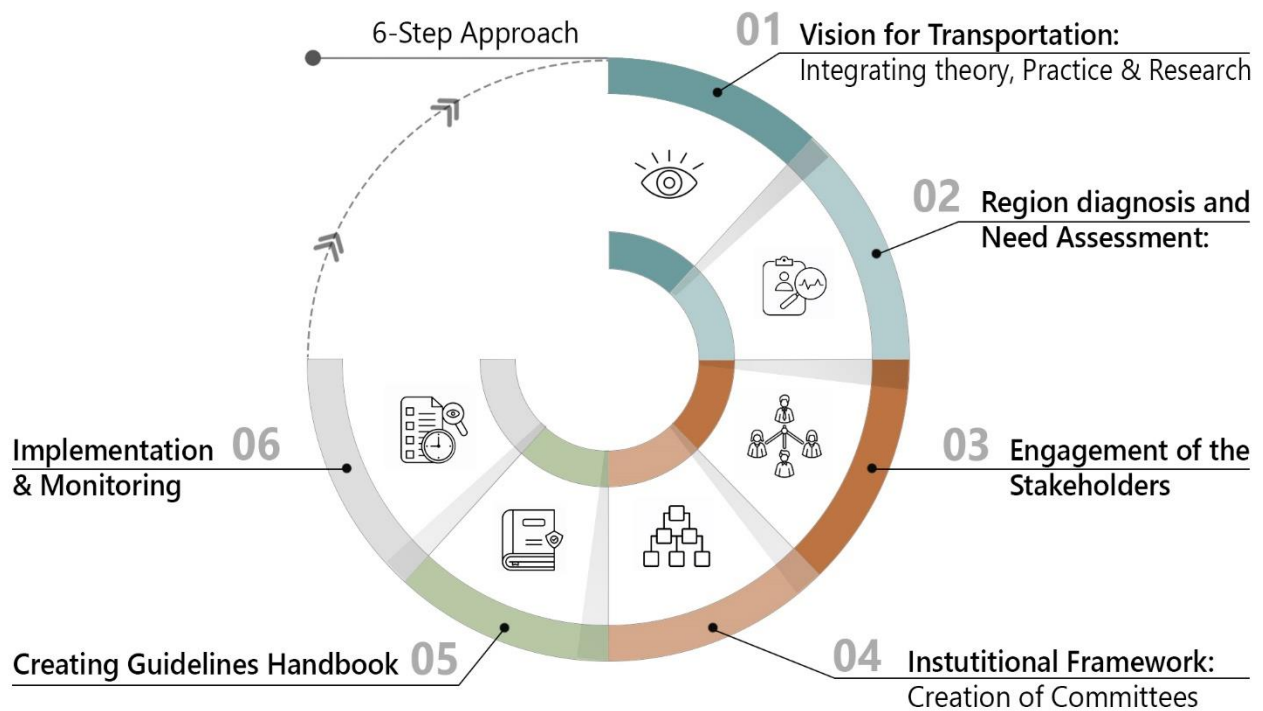 6-Step Approach
01 Vision for Transportation:
Integrating theory, Practice & Research
02 Region diagnosis and
Need Assessment:
03 Engagement of the
Stakeholders
04 Instutitional Framework:
Creation of Committees
Creating Guidelines Handbook 05
Implementation 06
& Monitoring